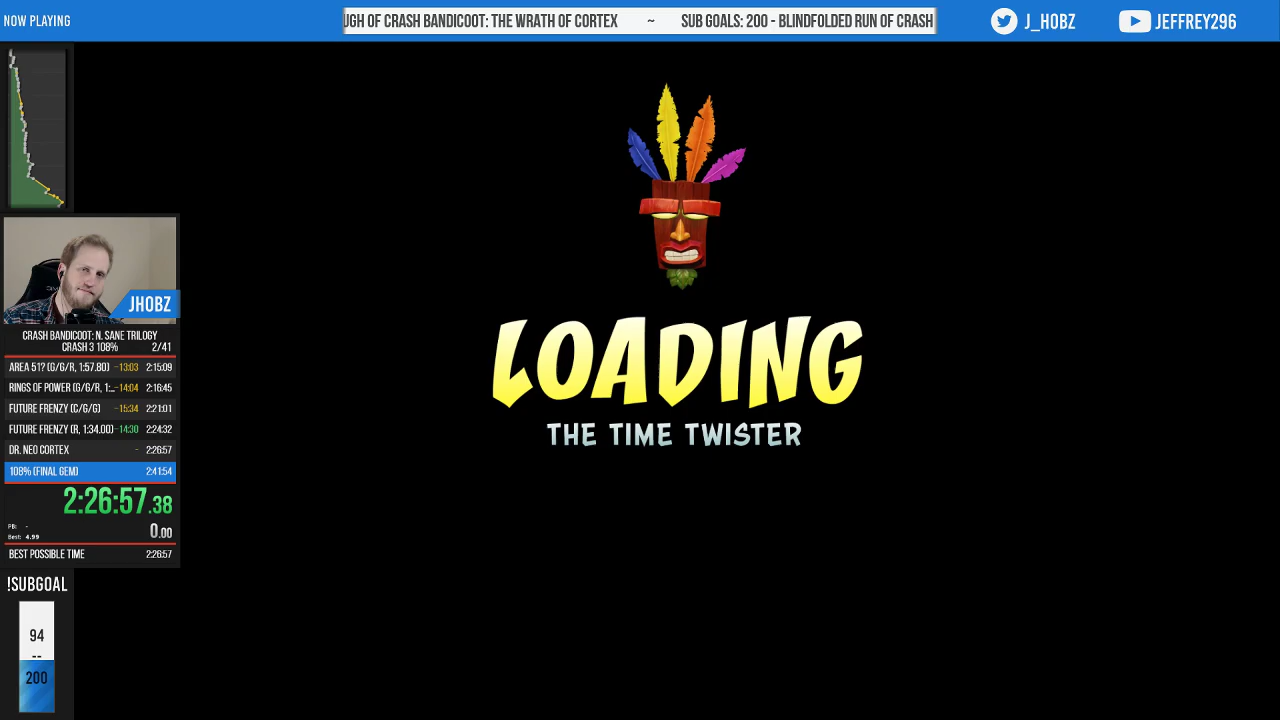 NOW PLAYING
UGH OF CRASH BANDICOOT: THE WRATH OF CORTEX ~ SUB GOALS: 200 - BLINDFOLDED RUN OF CRASH
J_HOBZ
JEFFREY296
JHOBZ
CRASH BANDICOOT: N. SANE TRILOGY
CRASH 3 108% 2/41
AREA 51? (G/G/R, 1:57.80) -13:03 2:15:09
RINGS OF POWER (G/G/R, 1:... -14:04 2:16:45
FUTURE FRENZY (C/G/G) -15:34 2:21:01
FUTURE FRENZY (R, 1:34.00) -14:30 2:24:32
DR. NEO CORTEX - 2:26:57
108% (FINAL GEM) 2:41:54
2:26:57.38
PB: - 0.00
Best: 4.99
BEST POSSIBLE TIME 2:26:57
!SUBGOAL
94
--
200
LOADING
THE TIME TWISTER